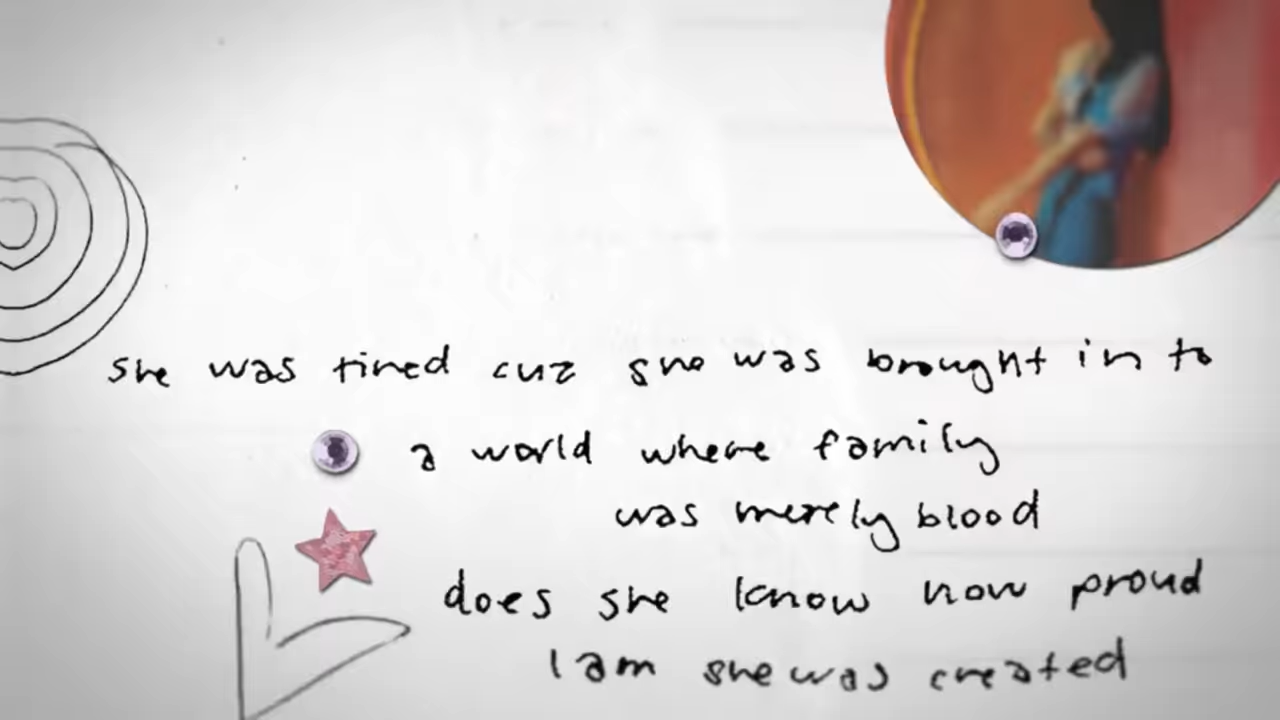 she was tired cuz she was brought in to
a world where family
was merely blood
does she know how proud
I am she was created